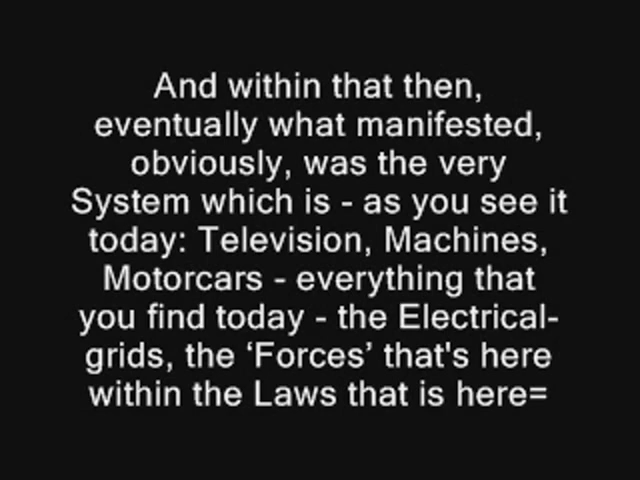 And within that then,
eventually what manifested,
obviously, was the very
System which is - as you see it
today: Television, Machines,
Motorcars - everything that
you find today - the Electrical-
grids, the ‘Forces’ that's here
within the Laws that is here=